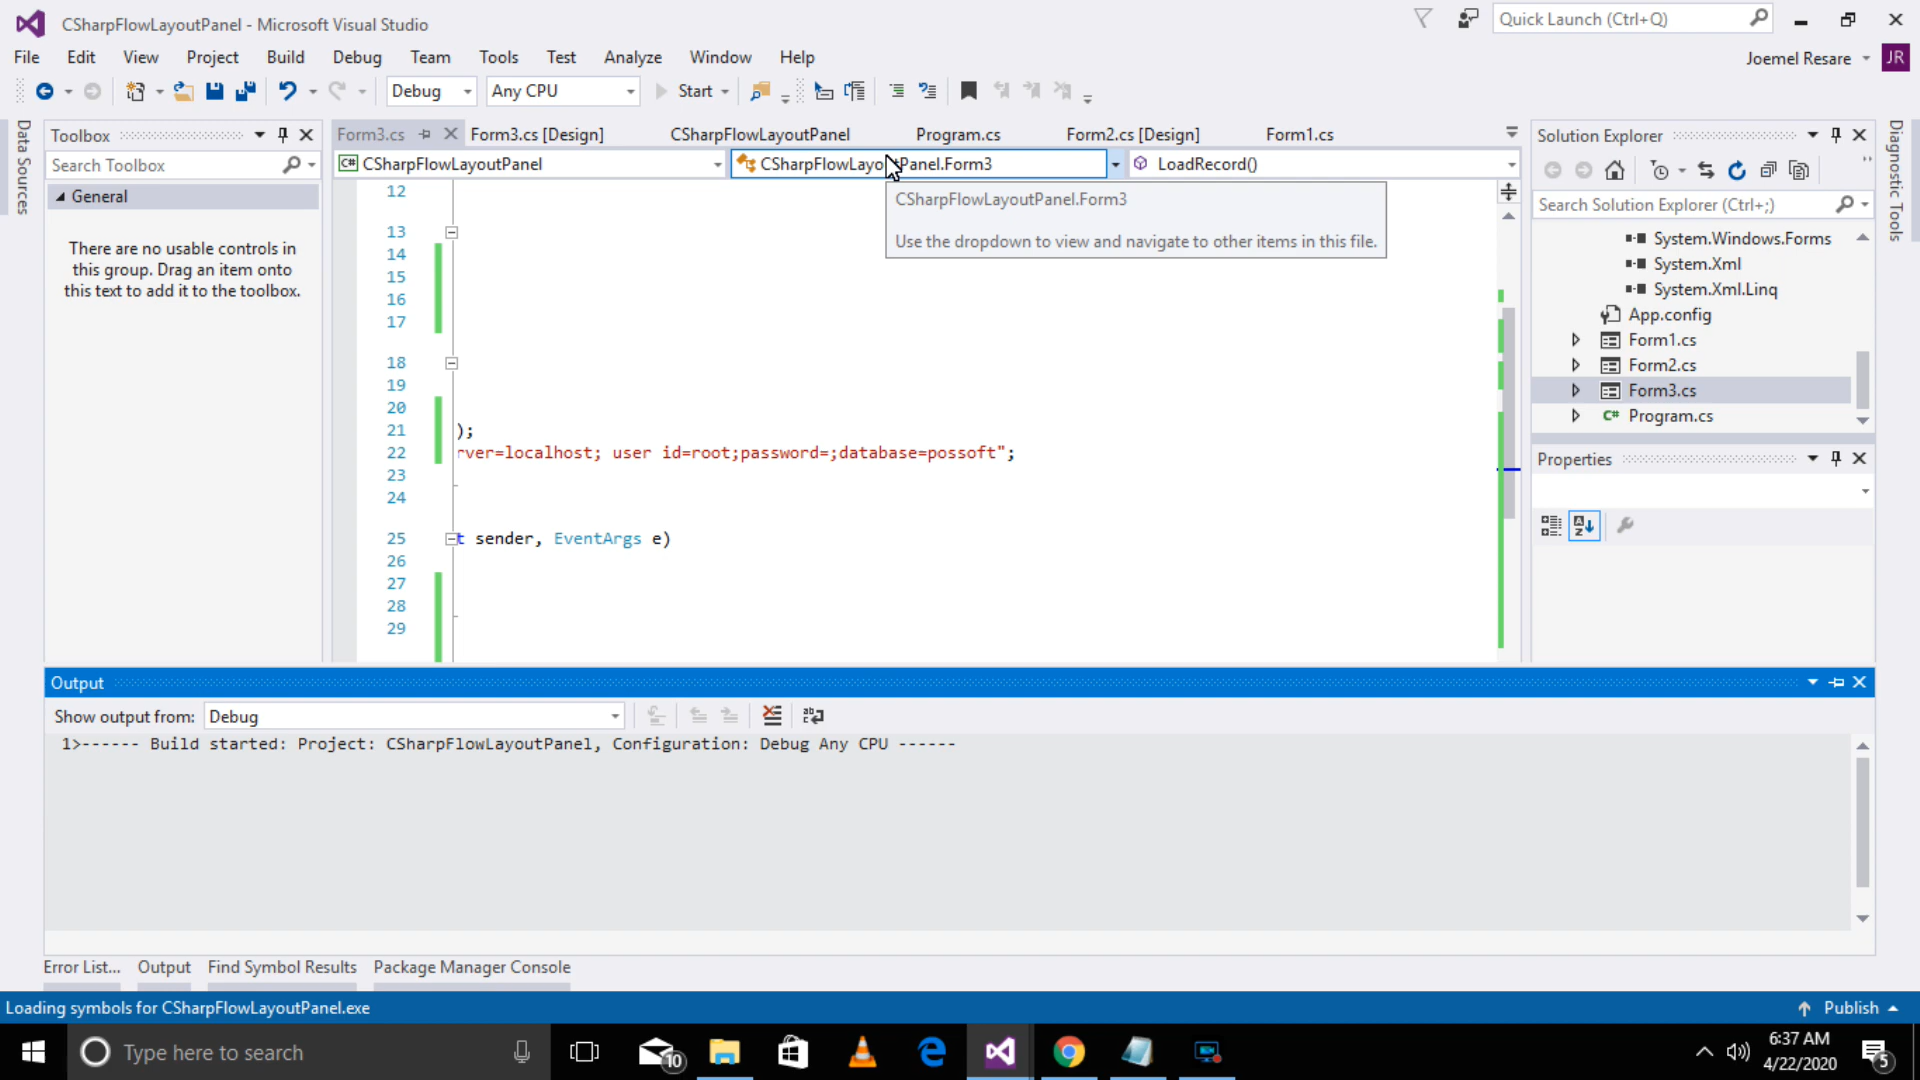 CSharpFlowLayoutPanel - Microsoft Visual Studio
Quick Launch (Ctrl+Q)
File Edit View Project Build Debug Team Tools Test Analyze Window Help
Joemel Resare JR
Debug Any CPU Start
Data Sources
Toolbox
Search Toolbox
General
There are no usable controls in
this group. Drag an item onto
this text to add it to the toolbox.
Form3.cs Form3.cs [Design] CSharpFlowLayoutPanel Program.cs Form2.cs [Design] Form1.cs
C# CSharpFlowLayoutPanel CSharpFlowLayoutPanel.Form3 LoadRecord()
CSharpFlowLayoutPanel.Form3
Use the dropdown to view and navigate to other items in this file.
12
13
14
15
16
17
18
19
20
21 );
22 rver=localhost; user id=root;password=;database=possoft";
23
24
25 t sender, EventArgs e)
26
27
28
29
Solution Explorer
Search Solution Explorer (Ctrl+;)
System.Windows.Forms
System.Xml
System.Xml.Linq
App.config
Form1.cs
Form2.cs
Form3.cs
C# Program.cs
Properties
Diagnostic Tools
Output
Show output from: Debug
1>------ Build started: Project: CSharpFlowLayoutPanel, Configuration: Debug Any CPU ------
Error List... Output Find Symbol Results Package Manager Console
Loading symbols for CSharpFlowLayoutPanel.exe
Publish
Type here to search
10
6:37 AM
4/22/2020
5